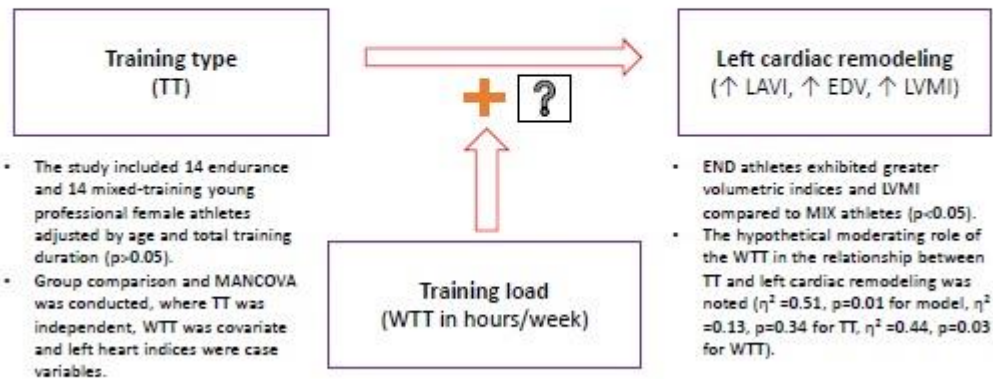 Training type
(TT)
+
?
Left cardiac remodeling
(↑ LAVI, ↑ EDV, ↑ LVMI)
• The study included 14 endurance
and 14 mixed-training young
professional female athletes
adjusted by age and total training
duration (p>0.05).
• Group comparison and MANCOVA
was conducted, where TT was
independent, WTT was covariate
and left heart indices were case
variables.
Training load
(WTT in hours/week)
• END athletes exhibited greater
volumetric indices and LVMI
compared to MIX athletes (p<0.05).
• The hypothetical moderating role of
the WTT in the relationship between
TT and left cardiac remodeling was
noted (η² =0.51, p=0.01 for model, η²
=0.13, p=0.34 for TT, η² =0.44, p=0.03
for WTT).